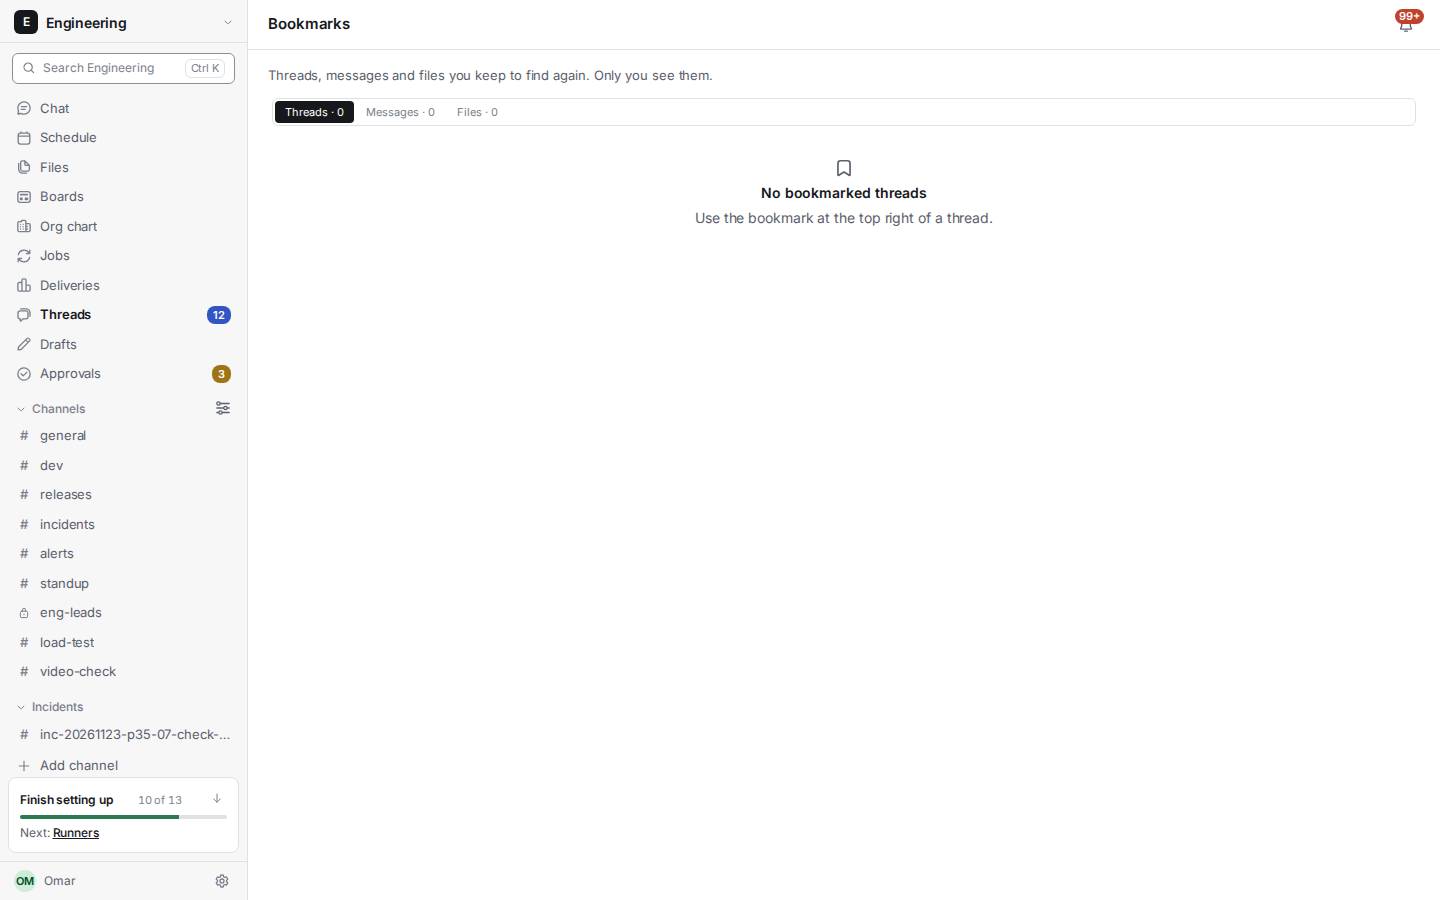 E Engineering
Search Engineering Ctrl K
Chat
Schedule
Files
Boards
Org chart
Jobs
Deliveries
Threads 12
Drafts
Approvals 3
Channels
# general
# dev
# releases
# incidents
# alerts
# standup
eng-leads
# load-test
# video-check
Incidents
# inc-20261123-p35-07-check-...
+ Add channel
Finish setting up 10 of 13
Next: Runners
OM Omar
Bookmarks
99+
Threads, messages and files you keep to find again. Only you see them.
Threads · 0 Messages · 0 Files · 0
No bookmarked threads
Use the bookmark at the top right of a thread.